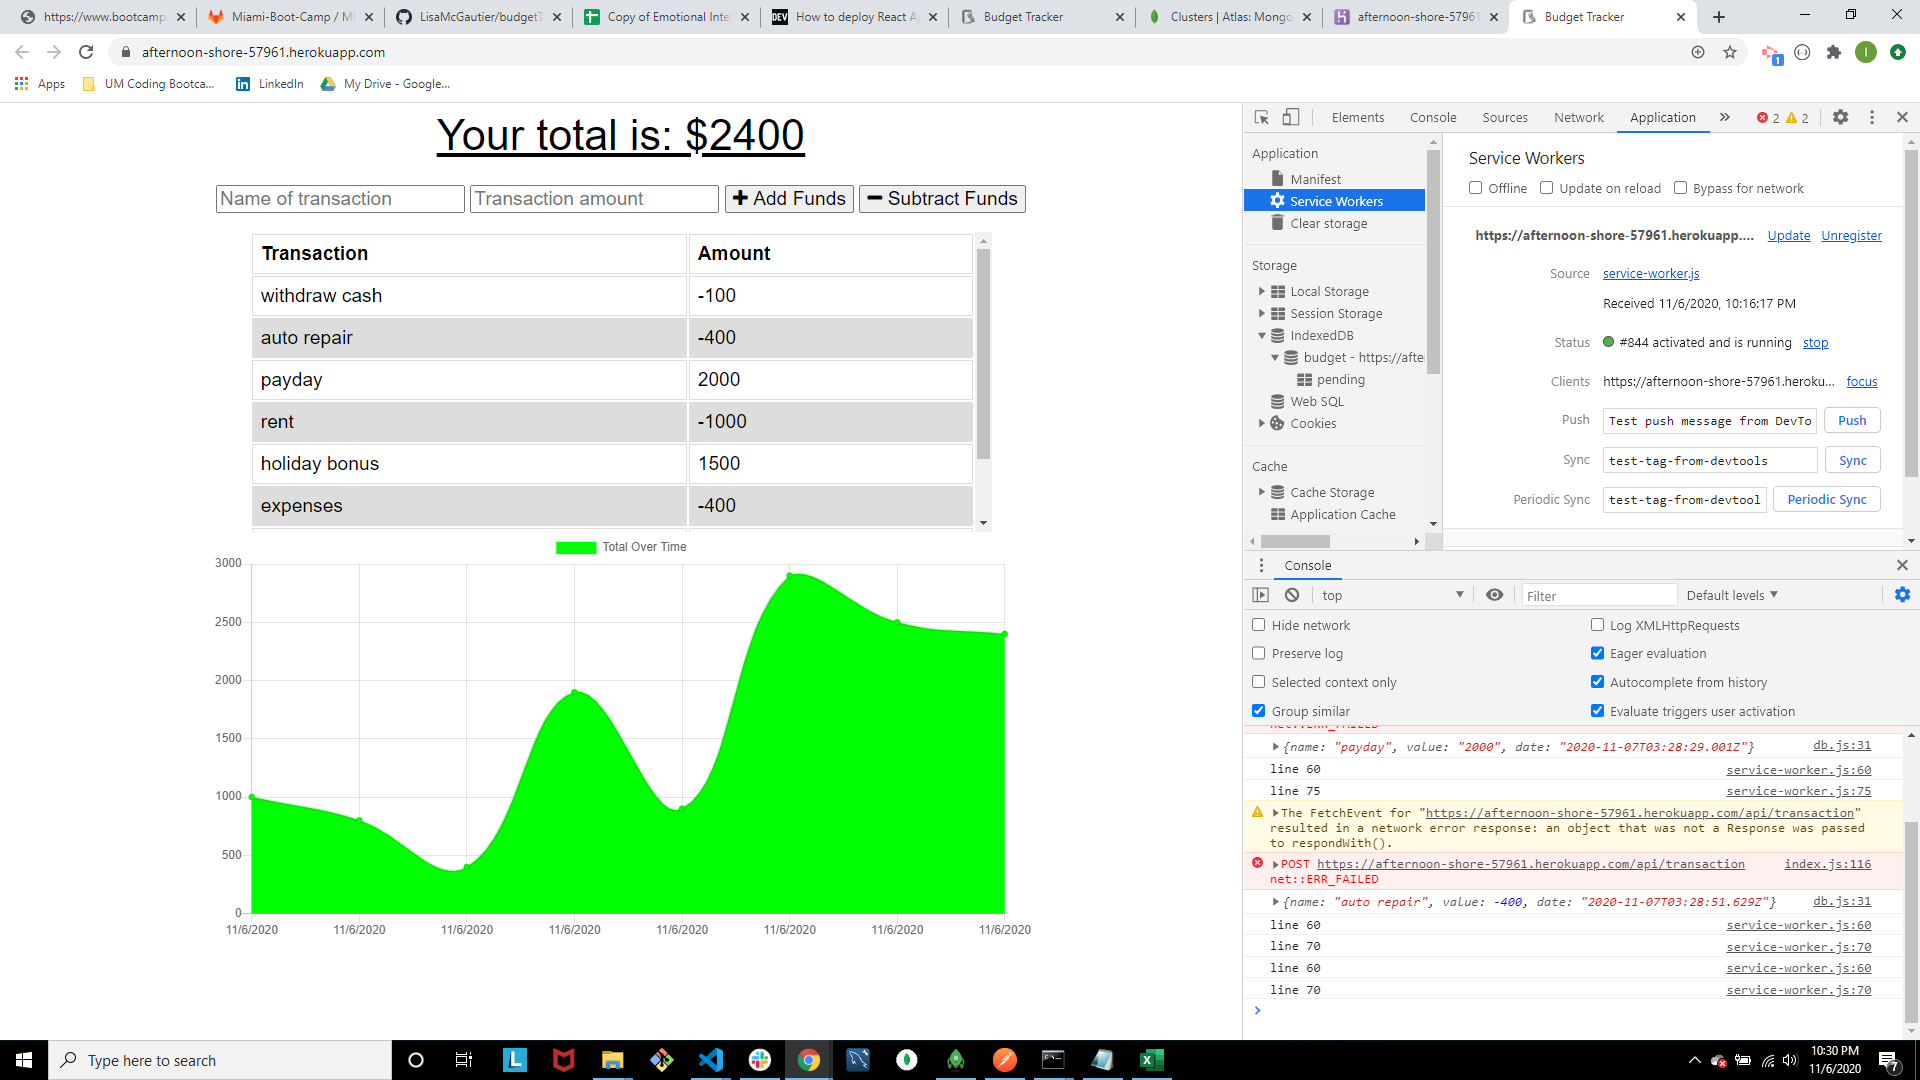 https://www.bootcamp
Miami-Boot-Camp / MI
LisaMcGautier/budgetT
Copy of Emotional Inte
DEV How to deploy React A
Budget Tracker
Clusters | Atlas: Mongo
afternoon-shore-57961
Budget Tracker
afternoon-shore-57961.herokuapp.com
1
I
Apps
UM Coding Bootca...
LinkedIn
My Drive - Google...
Your total is: $2400
Name of transaction
Transaction amount
Add Funds
Subtract Funds
Transaction Amount
withdraw cash -100
auto repair -400
payday 2000
rent -1000
holiday bonus 1500
expenses -400
Total Over Time
3000
2500
2000
1500
1000
500
0
11/6/2020 11/6/2020 11/6/2020 11/6/2020 11/6/2020 11/6/2020 11/6/2020 11/6/2020
Elements Console Sources Network Application » 2 2
Application
Manifest
Service Workers
Clear storage
Storage
Local Storage
Session Storage
IndexedDB
budget - https://afte
pending
Web SQL
Cookies
Cache
Cache Storage
Application Cache
Service Workers
Offline Update on reload Bypass for network
https://afternoon-shore-57961.herokuapp.... Update Unregister
Source service-worker.js
Received 11/6/2020, 10:16:17 PM
Status #844 activated and is running stop
Clients https://afternoon-shore-57961.heroku... focus
Push Test push message from DevTo Push
Sync test-tag-from-devtools Sync
Periodic Sync test-tag-from-devtool Periodic Sync
Console
top Filter Default levels
Hide network Log XMLHttpRequests
Preserve log Eager evaluation
Selected context only Autocomplete from history
Group similar Evaluate triggers user activation
net::ERR_FAILED
{name: "payday", value: "2000", date: "2020-11-07T03:28:29.001Z"} db.js:31
line 60 service-worker.js:60
line 75 service-worker.js:75
The FetchEvent for "https://afternoon-shore-57961.herokuapp.com/api/transaction"
resulted in a network error response: an object that was not a Response was passed
to respondWith().
POST https://afternoon-shore-57961.herokuapp.com/api/transaction index.js:116
net::ERR_FAILED
{name: "auto repair", value: -400, date: "2020-11-07T03:28:51.629Z"} db.js:31
line 60 service-worker.js:60
line 70 service-worker.js:70
line 60 service-worker.js:60
line 70 service-worker.js:70
Type here to search
L
10:30 PM
11/6/2020
7